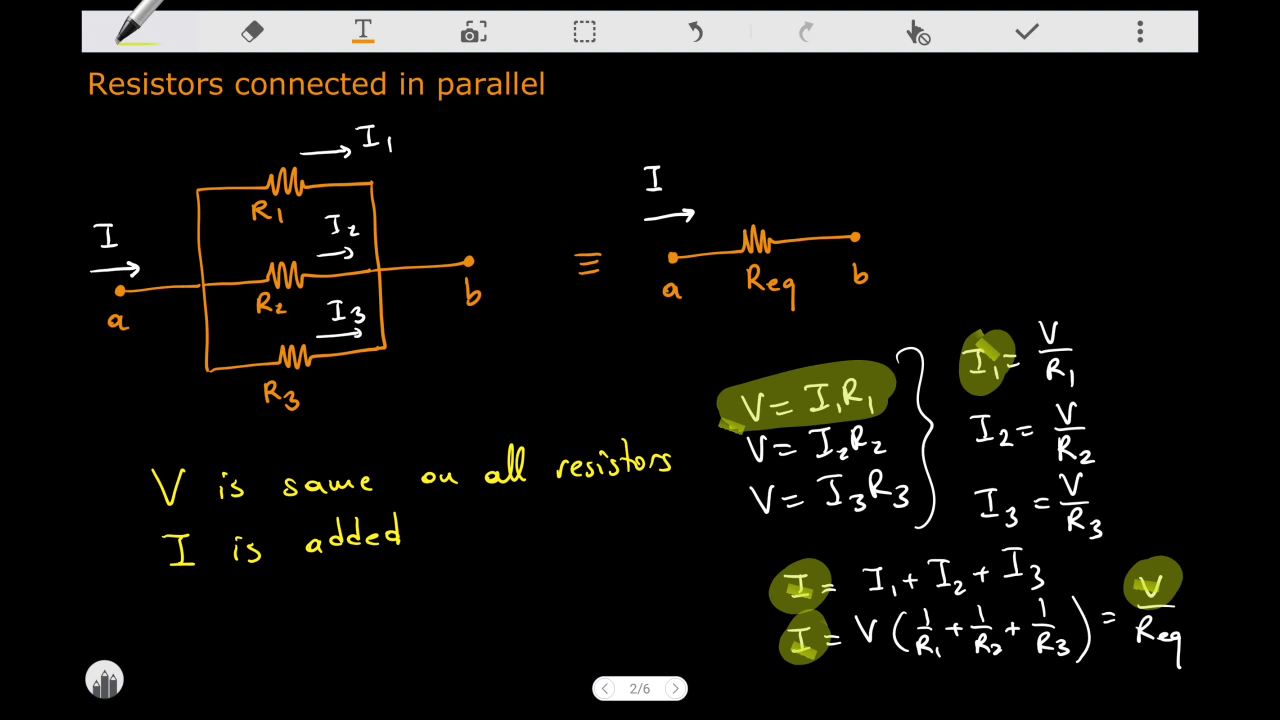 T
Resistors connected in parallel
I₁
I
R₁
I₂
I
R₂
I₃
a
b
R₃
≡
a
Req
b
V = I₁R₁
V = I₂R₂
V = I₃R₃
I₁ = V/R₁
I₂ = V/R₂
I₃ = V/R₃
V is same on all resistors
I is added
I = I₁ + I₂ + I₃
I = V (1/R₁ + 1/R₂ + 1/R₃) = V/Req
2/6